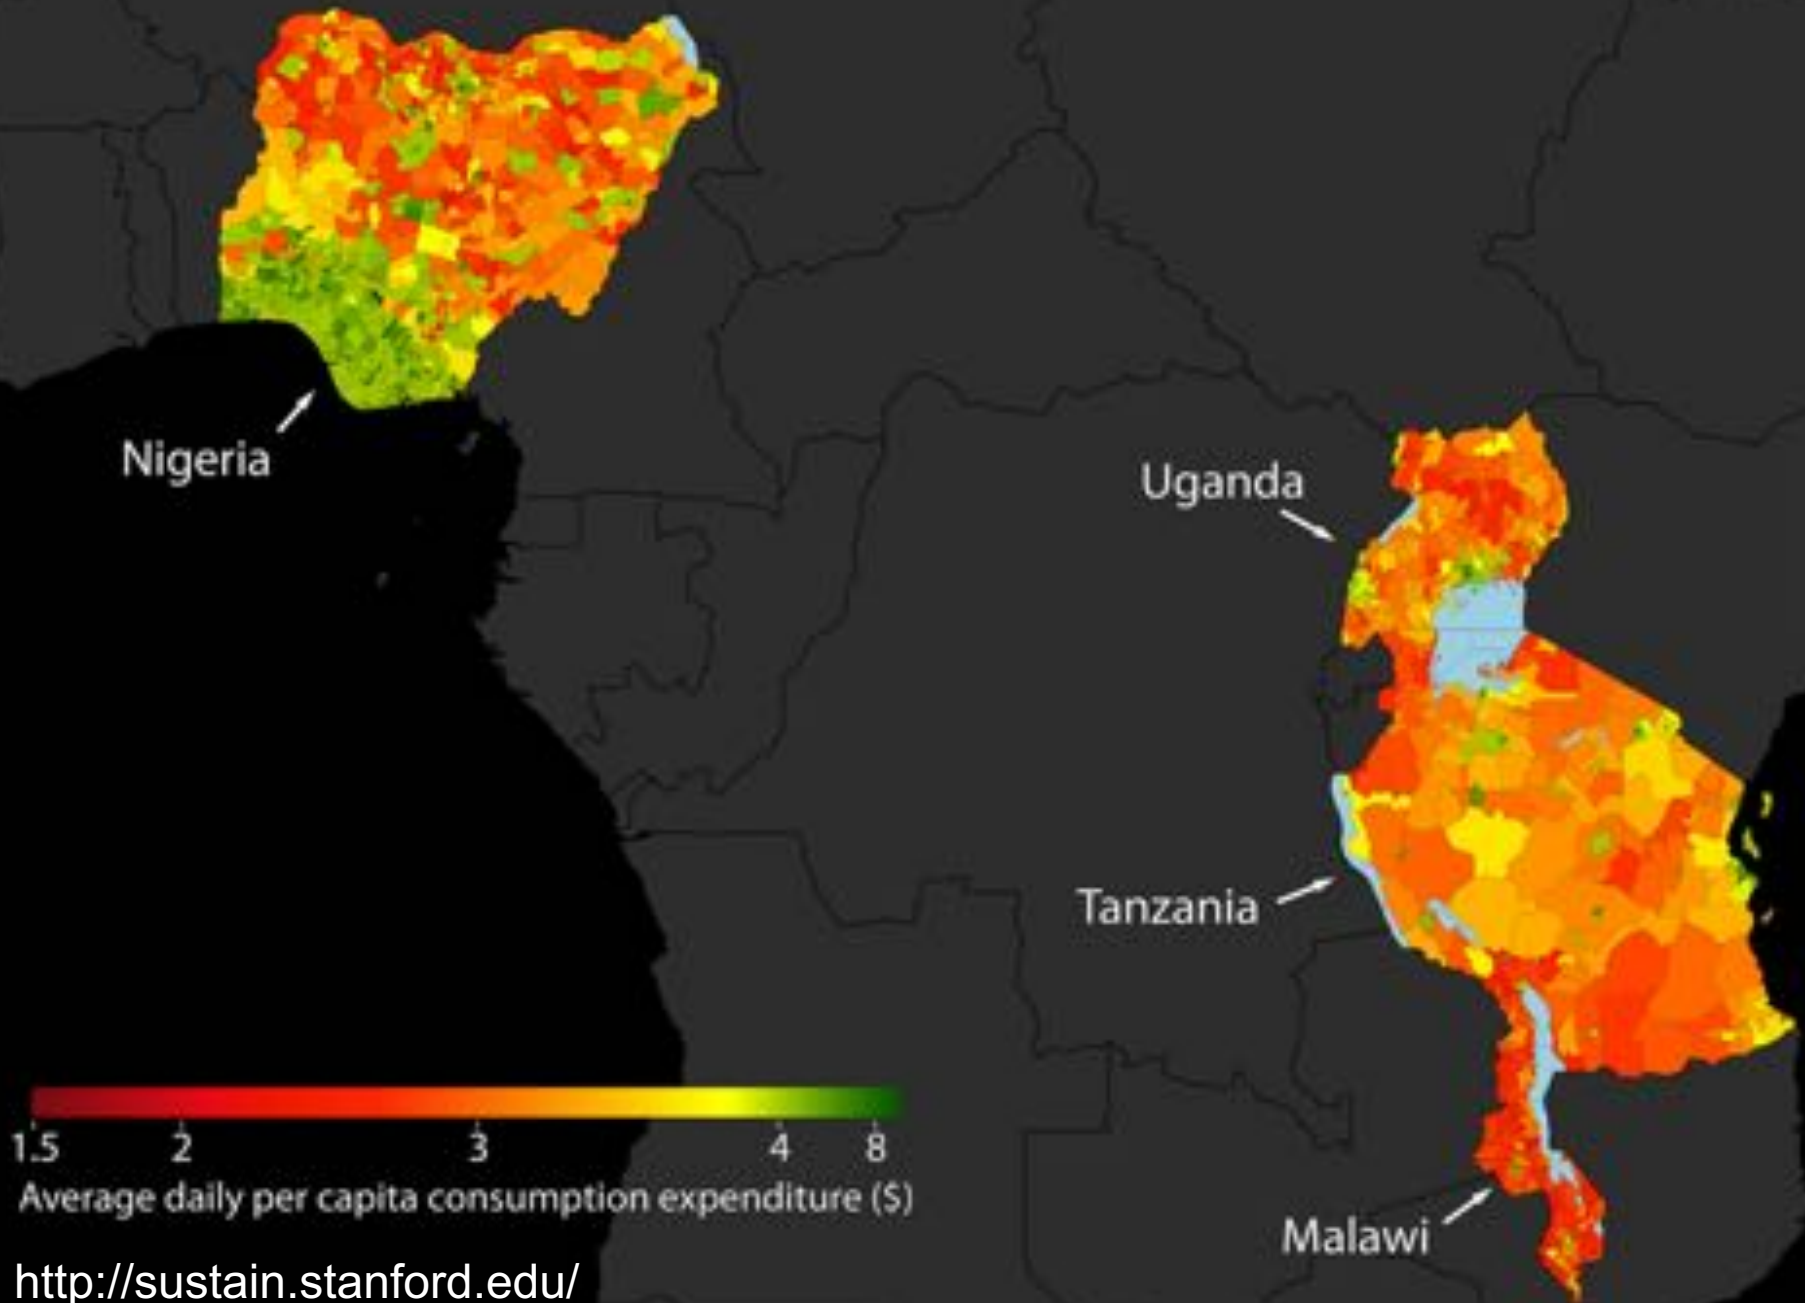 Nigeria
Uganda
Tanzania
Malawi
1.5 2 3 4 8
Average daily per capita consumption expenditure ($)
http://sustain.stanford.edu/